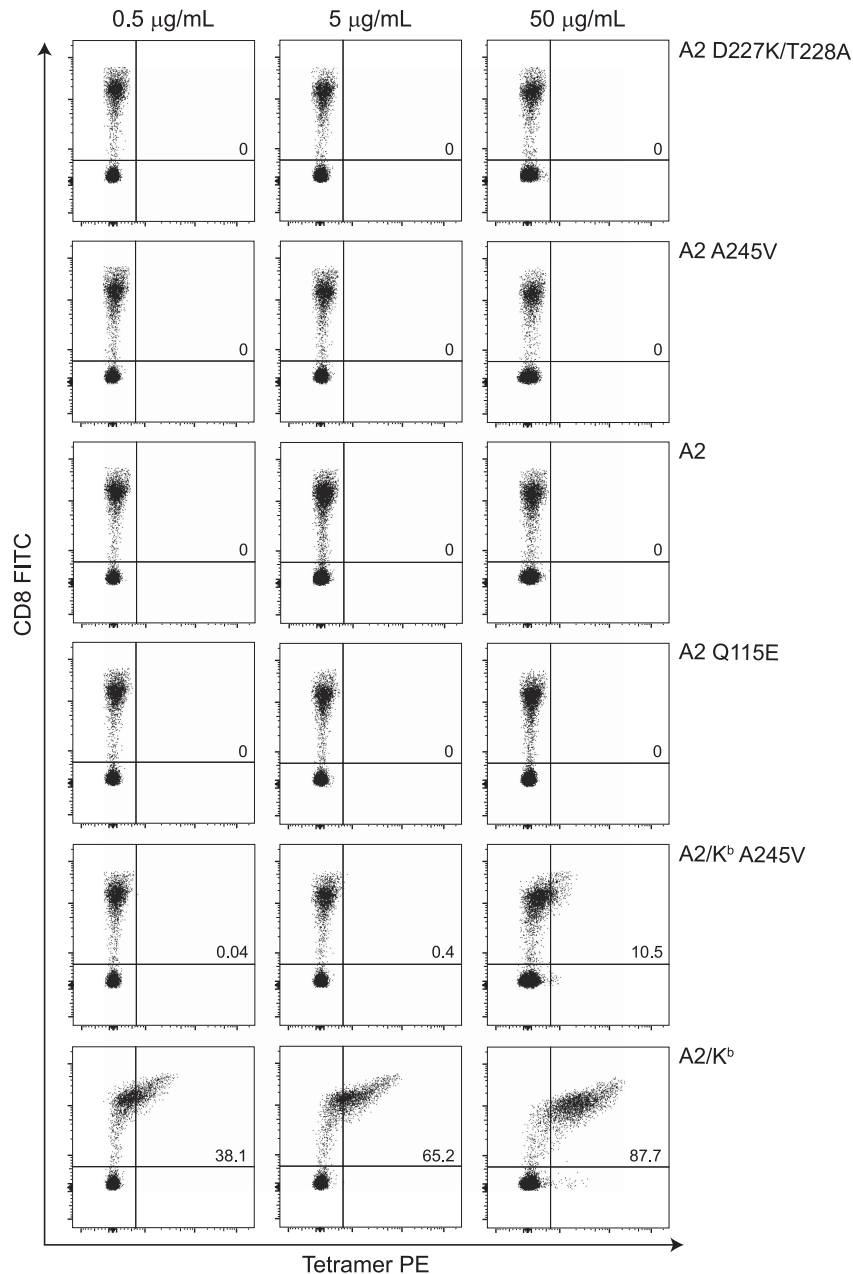 0.5 µg/mL 5 µg/mL 50 µg/mL
A2 D227K/T228A
0 0 0
A2 A245V
0 0 0
A2
0 0 0
A2 Q115E
0 0 0
A2/Kᵇ A245V
0.04 0.4 10.5
A2/Kᵇ
38.1 65.2 87.7
CD8 FITC
Tetramer PE